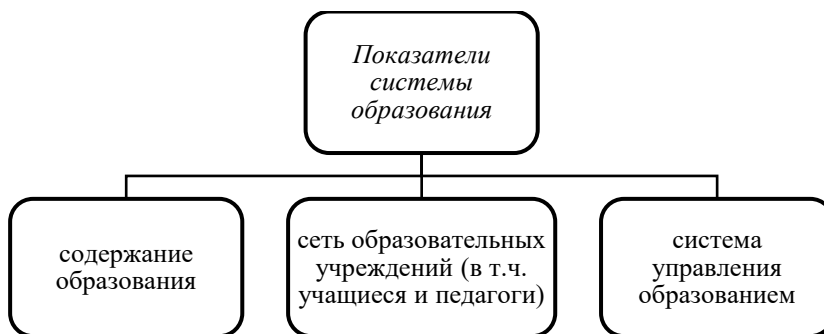 Показатели
системы
образования
содержание
образования
сеть образовательных
учреждений (в т.ч.
учащиеся и педагоги)
система
управления
образованием